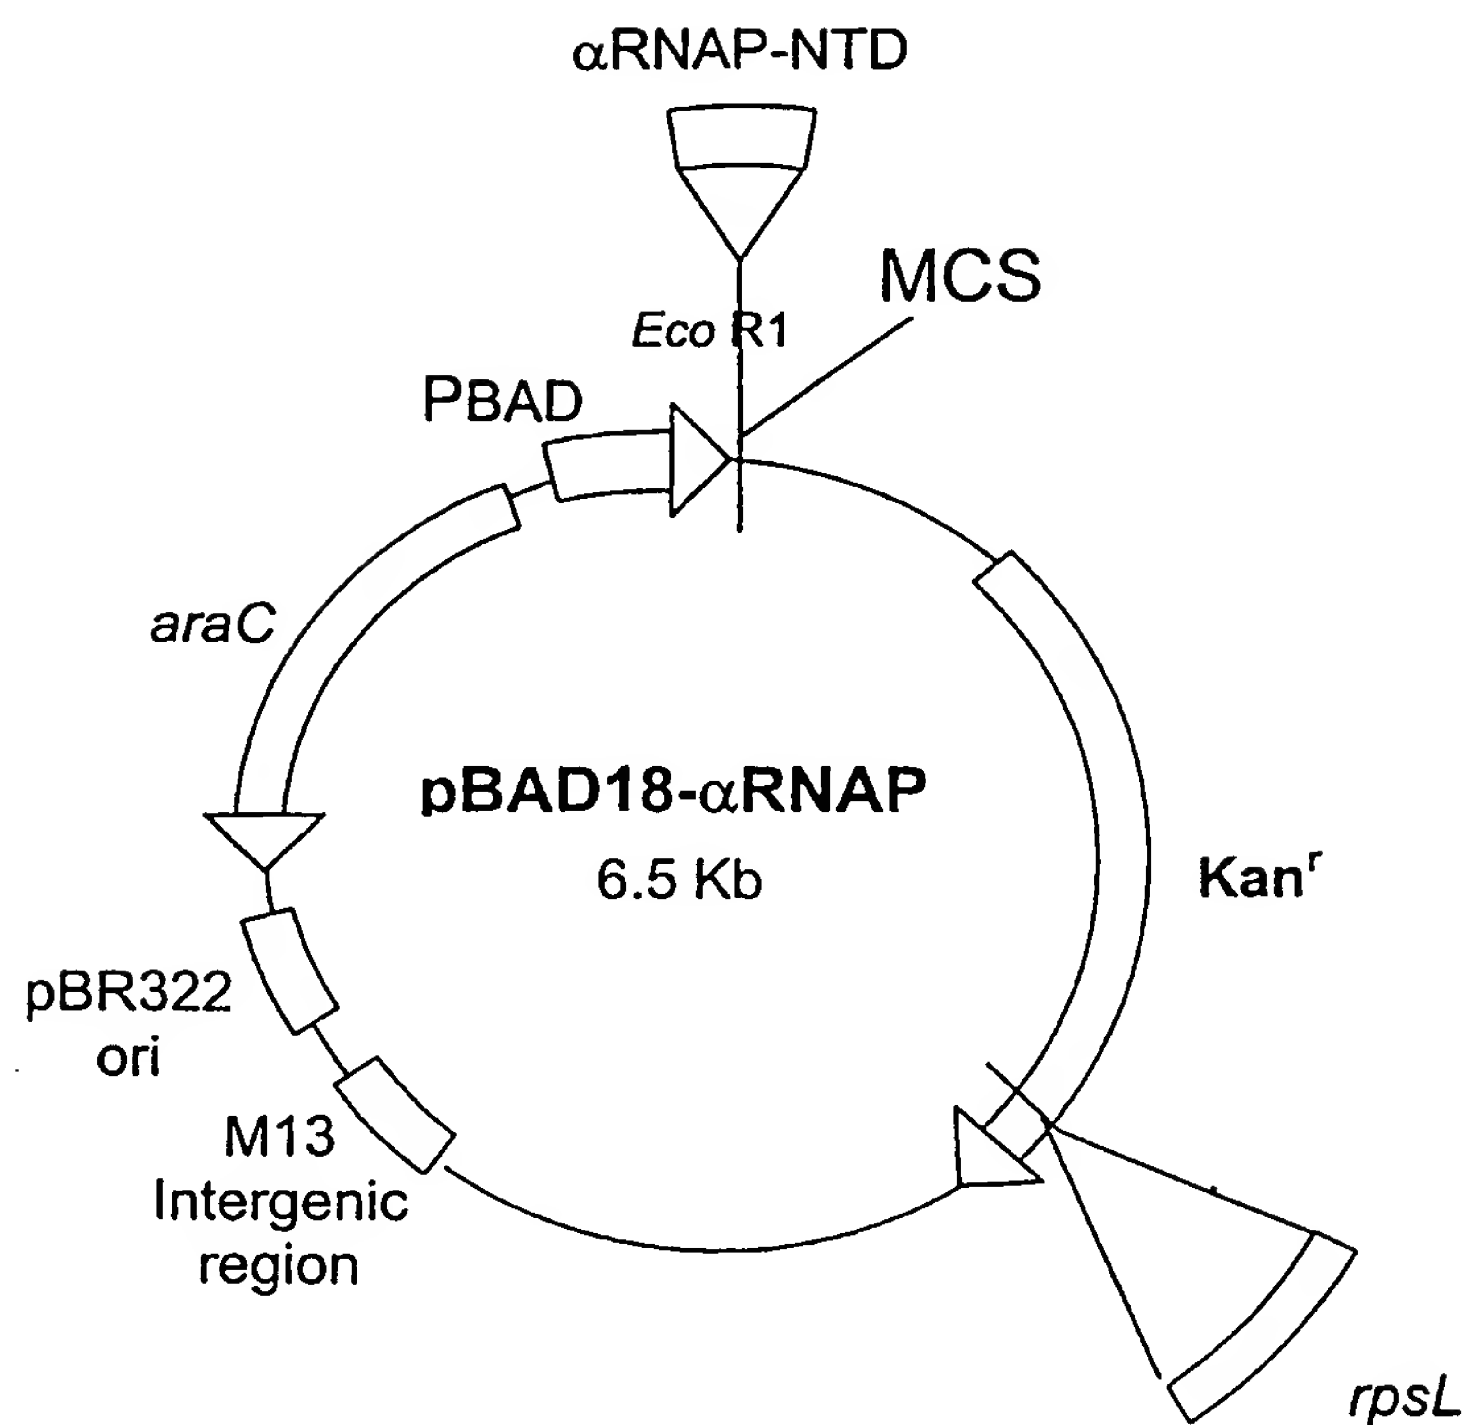 αRNAP-NTD
MCS
Eco R1
PBAD
araC
pBAD18-αRNAP
6.5 Kb
Kanʳ
pBR322
ori
M13
Intergenic
region
rpsL